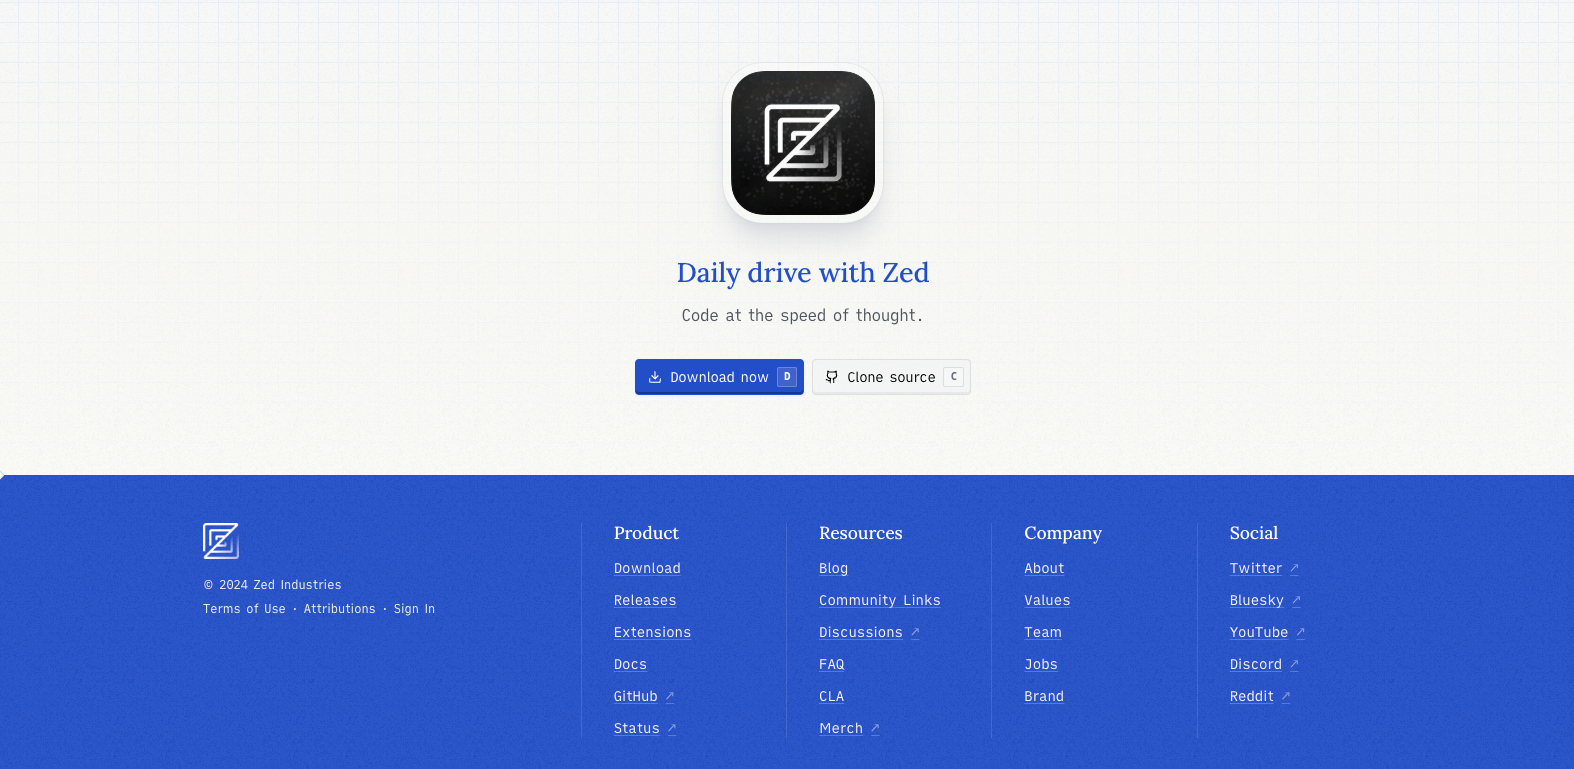 Daily drive with Zed
Code at the speed of thought.
Download now D
Clone source C
© 2024 Zed Industries
Terms of Use · Attributions · Sign In
Product
Download
Releases
Extensions
Docs
GitHub ↗
Status ↗
Resources
Blog
Community Links
Discussions ↗
FAQ
CLA
Merch ↗
Company
About
Values
Team
Jobs
Brand
Social
Twitter ↗
Bluesky ↗
YouTube ↗
Discord ↗
Reddit ↗